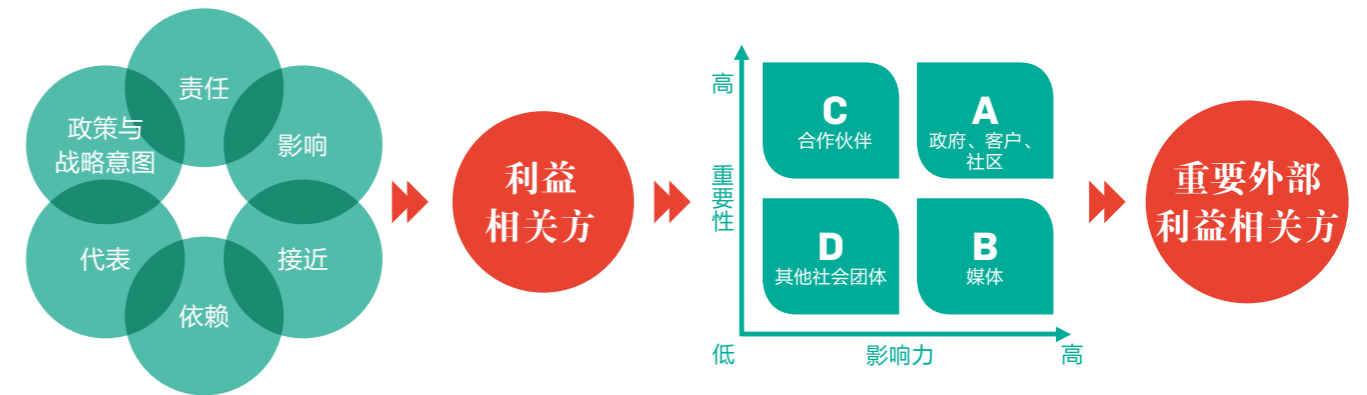 责任
政策与
战略意图
影响
代表
接近
依赖
利益
相关方
高
重要性
低
影响力
高
C
合作伙伴
A
政府、客户、
社区
D
其他社会团体
B
媒体
重要外部
利益相关方